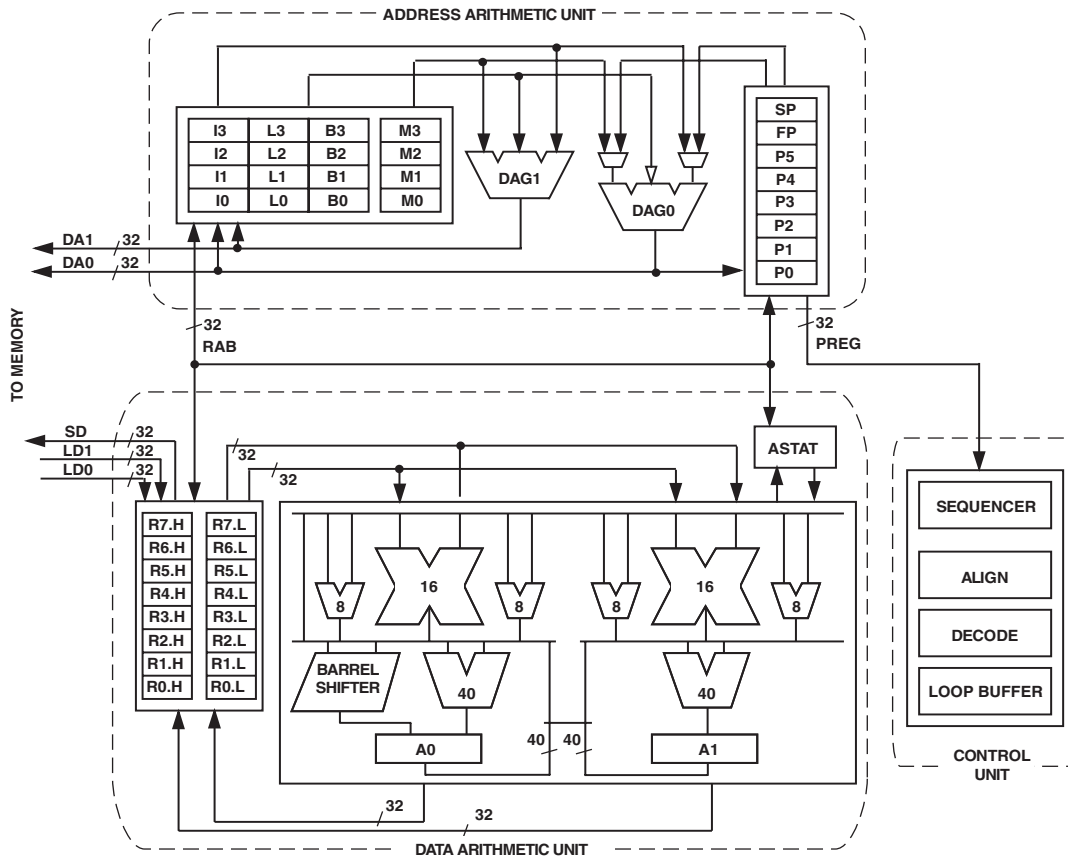 ADDRESS ARITHMETIC UNIT
I3 L3 B3 M3
I2 L2 B2 M2
I1 L1 B1 M1
I0 L0 B0 M0
DAG1
DAG0
SP
FP
P5
P4
P3
P2
P1
P0
DA1 32
DA0 32
32
RAB
32
PREG
TO MEMORY
SD 32
LD1 32
LD0 32
32
32
ASTAT
R7.H R7.L
R6.H R6.L
R5.H R5.L
R4.H R4.L
R3.H R3.L
R2.H R2.L
R1.H R1.L
R0.H R0.L
16
8
8
8
16
8
BARREL
SHIFTER
40
40
A0
40 40
A1
32
32
DATA ARITHMETIC UNIT
SEQUENCER
ALIGN
DECODE
LOOP BUFFER
CONTROL
UNIT